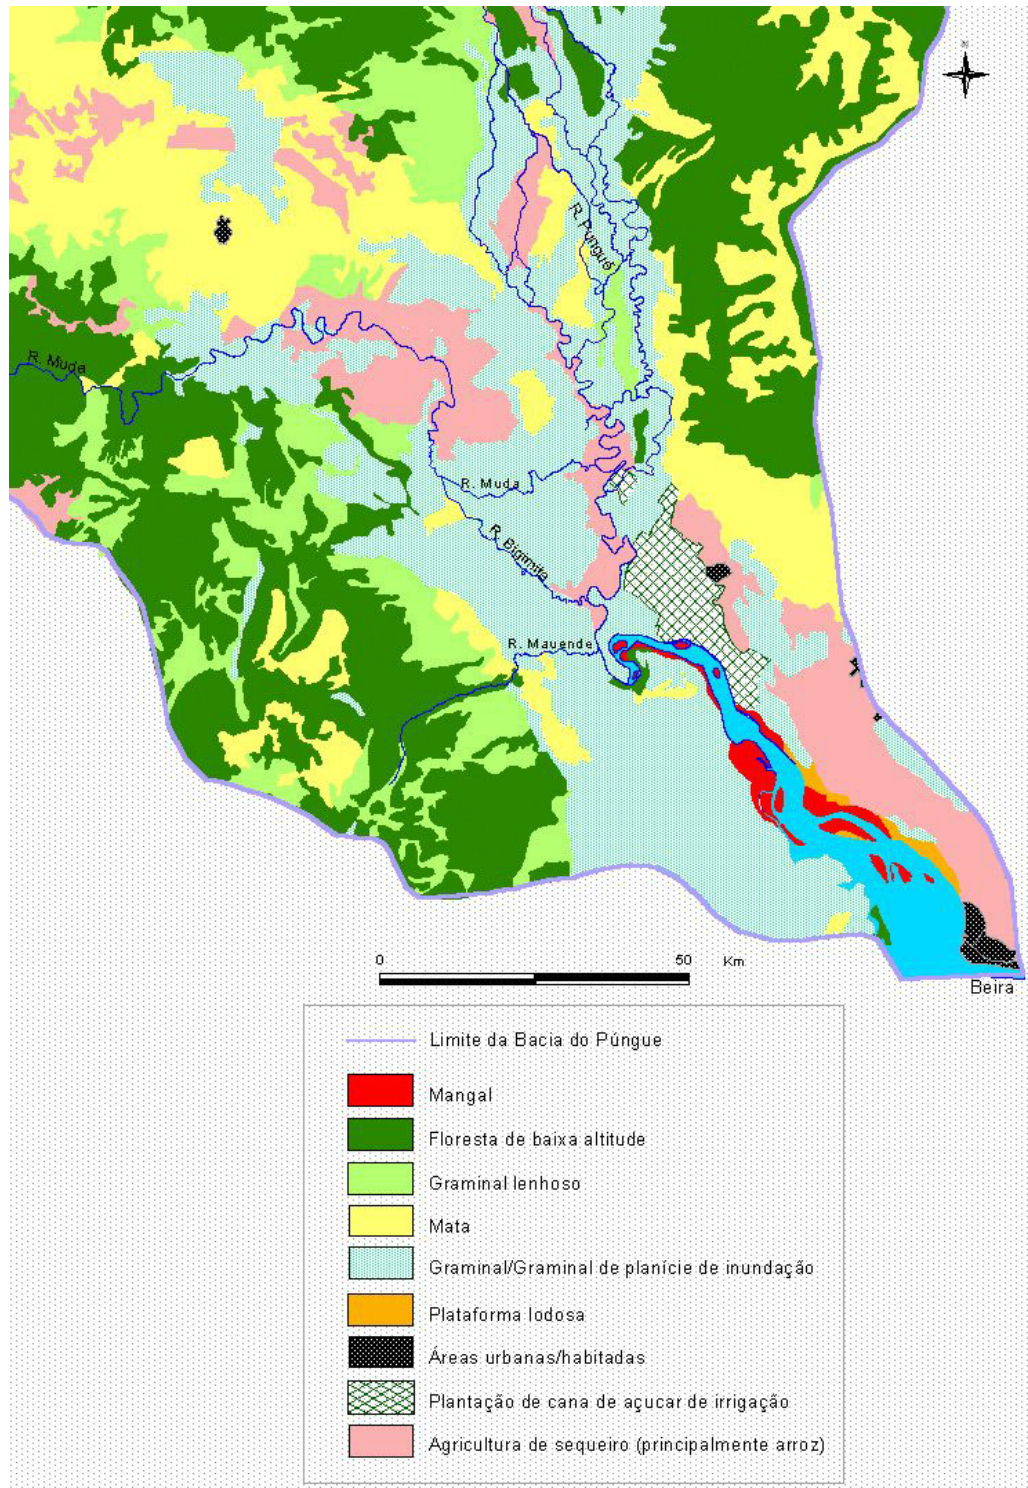 N
R. Púngué
R. Muda
R. Muda
R. Bigimita
R. Mauende
0 50 Km
Beira
Limite da Bacia do Púngue
Mangal
Floresta de baixa altitude
Graminal lenhoso
Mata
Graminal/Graminal de planície de inundação
Plataforma lodosa
Áreas urbanas/habitadas
Plantação de cana de açucar de irrigação
Agricultura de sequeiro (principalmente arroz)